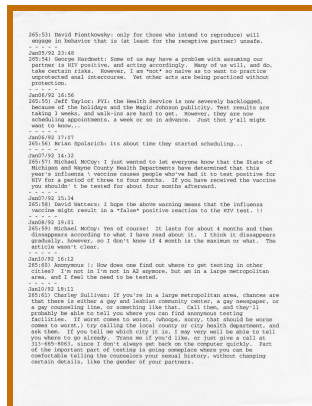 265:53) David Piontkowsky: only for those who intend to reproduce) will
engage in behavior that is (at least for the receptive partner) unsafe.
- - - - -
Jan05/92 23:48
265:54) George Hardnett: Some of us may have a problem with assuming our
partner is HIV positive, and acting accordingly. Many of us will, and do,
take certain risks. However, I am *not* so naive as to want to practice
unprotected anal intercourse. Yet other acts are being practiced without
protection.
- - - - -
Jan06/92 16:56
265:55) Jeff Taylor: FYI: the Health Service is now severely backlogged,
because of the holidays and the Magic Johnson publicity. Test results are
taking 3 weeks, and walk-ins are hard to get. However, they are now
scheduling appointments, a week or so in advance. Just that y'all might
want to know...
- - - - -
Jan06/92 17:07
265:56) Brian Spolarich: its about time they started scheduling...
- - - - -
Jan07/92 14:32
265:57) Michael McCoy: I just wanted to let everyone know that the State of
Michigan and Wayne County Health Departments have determined that this
year's influenza \ vaccine causes people who've had it to test positive for
HIV for a period of three to four months. If you have received the vaccine
you shouldn't be tested for about four months afterward.
- - - - -
Jan07/92 15:34
265:58) David Watters: I hope the above warning means that the influenza
vaccine might result in a *false* positive reaction to the HIV test. !!
- - - - -
Jan08/92 19:01
265:59) Michael McCoy: Yes of course! It lasts for about 4 months and then
dissappears according to what I have read about it. I think it disappears
gradually, however, so I don't know if 4 month is the maximum or what. The
article wasn't clear.
- - - - -
Jan10/92 16:12
265:60) Anonymous :: How does one find out where to get testing in other
cities? I'm not in I'm not in A2 anymore, but am in a large metropolitan
area, and I feel the need to be tested.
- - - - -
Jan10/92 18:11
265:61) Charley Sullivan: If you're in a large metropolitan area, chances are
that there is either a gay and lesbian community center, a gay newspaper, or
a gay counseling line, or something like that. Call them, and they'll
probably be able to tell you where you can find anonymous testing
facilities. If worst comes to worst, (whoops, sorry, that should be worse
comes to worst,) try calling the local county or city health department, and
ask them. If you tell me which city it is, I may very well be able to tell
you where to go already. Trans me if you'd like, or just give a call at
since I don't always get back on the computer quickly. Part
of the important part of testing is going someplace where you can be
comfortable telling the counselors your sexual history, without changing
certain details, like the gender of your partners.